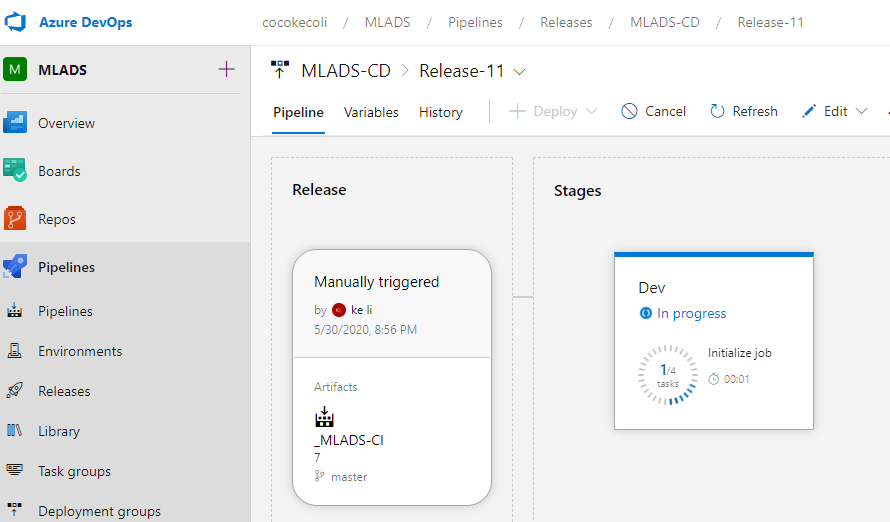 Azure DevOps
cocokecoli / MLADS / Pipelines / Releases / MLADS-CD / Release-11
M MLADS +
MLADS-CD > Release-11
Pipeline Variables History Deploy Cancel Refresh Edit
Overview
Boards
Repos
Pipelines
Pipelines
Environments
Releases
Library
Task groups
Deployment groups
Release
Manually triggered
by ke li
5/30/2020, 8:56 PM
Artifacts
_MLADS-CI
7
master
Stages
Dev
In progress
1/4
tasks
Initialize job
00:01